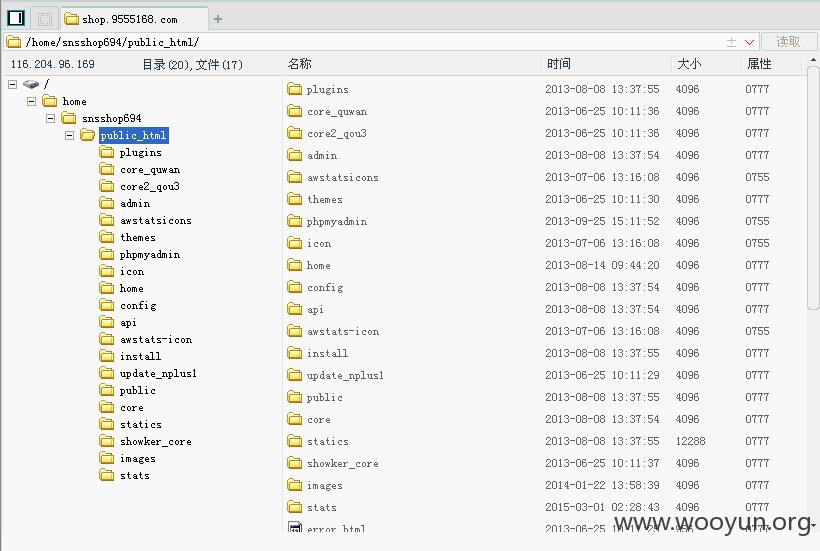 shop.9555168.com
/home/snsshop694/public_html/
读取
116.204.96.169 目录(20),文件(17) 名称 时间 大小 属性
/
home
snsshop694
public_html
plugins
core_quwan
core2_qou3
admin
awstatsicons
themes
phpmyadmin
icon
home
config
api
awstats-icon
install
update_nplus1
public
core
statics
showker_core
images
stats
plugins 2013-08-08 13:37:55 4096 0777
core_quwan 2013-06-25 10:11:36 4096 0777
core2_qou3 2013-06-25 10:11:36 4096 0777
admin 2013-08-08 13:37:54 4096 0777
awstatsicons 2013-07-06 13:16:08 4096 0755
themes 2013-06-25 10:11:30 4096 0777
phpmyadmin 2013-09-25 15:11:52 4096 0755
icon 2013-07-06 13:16:08 4096 0755
home 2013-08-14 09:44:20 4096 0777
config 2013-08-08 13:37:54 4096 0777
api 2013-08-08 13:37:54 4096 0777
awstats-icon 2013-07-06 13:16:08 4096 0755
install 2013-08-08 13:37:55 4096 0777
update_nplus1 2013-06-25 10:11:29 4096 0777
public 2013-08-08 13:37:55 4096 0777
core 2013-08-08 13:37:54 4096 0777
statics 2013-08-08 13:37:55 12288 0777
showker_core 2013-06-25 10:11:37 4096 0777
images 2014-01-22 13:58:39 4096 0777
stats 2015-03-01 02:28:43 4096 0777
error.html 2013-06-25
www.wooyun.org